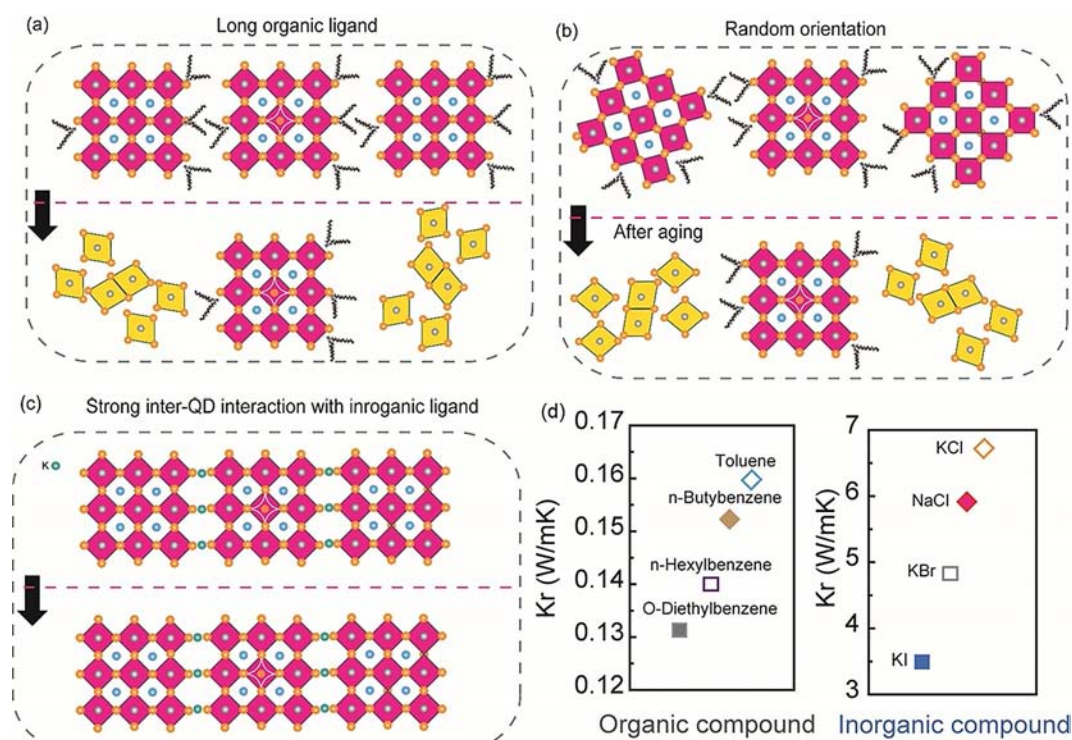 (a)
Long organic ligand
(b)
Random orientation
After aging
(c)
Strong inter-QD interaction with inroganic ligand
K
(d)
0.17
0.16
0.15
0.14
0.13
0.12
Kr (W/mK)
Toluene
n-Butybenzene
n-Hexylbenzene
O-Diethylbenzene
Organic compound
7
6
5
4
3
Kr (W/mK)
KCl
NaCl
KBr
KI
Inorganic compound